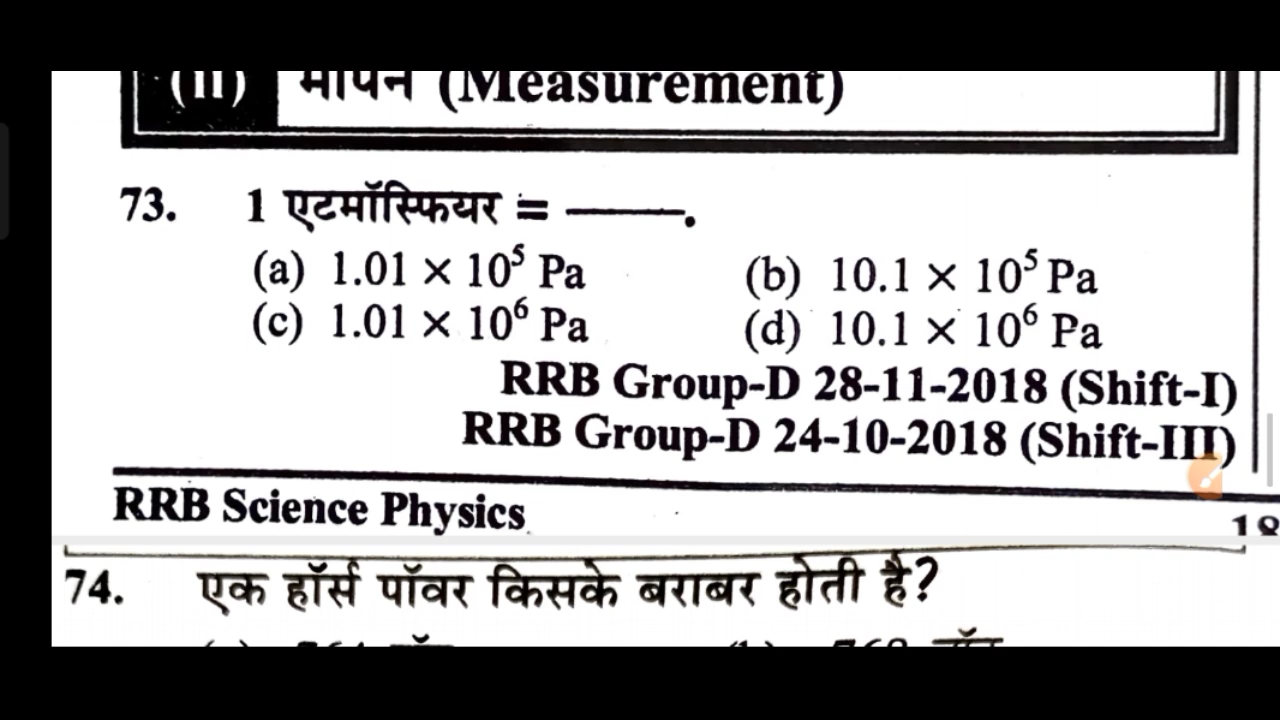 (II) मापन (Measurement)
73. 1 एटमॉस्फियर = ———.
(a) 1.01 × 10⁵ Pa (b) 10.1 × 10⁵ Pa
(c) 1.01 × 10⁶ Pa (d) 10.1 × 10⁶ Pa
RRB Group-D 28-11-2018 (Shift-I)
RRB Group-D 24-10-2018 (Shift-III)
RRB Science Physics 18
74. एक हॉर्स पॉवर किसके बराबर होती है?